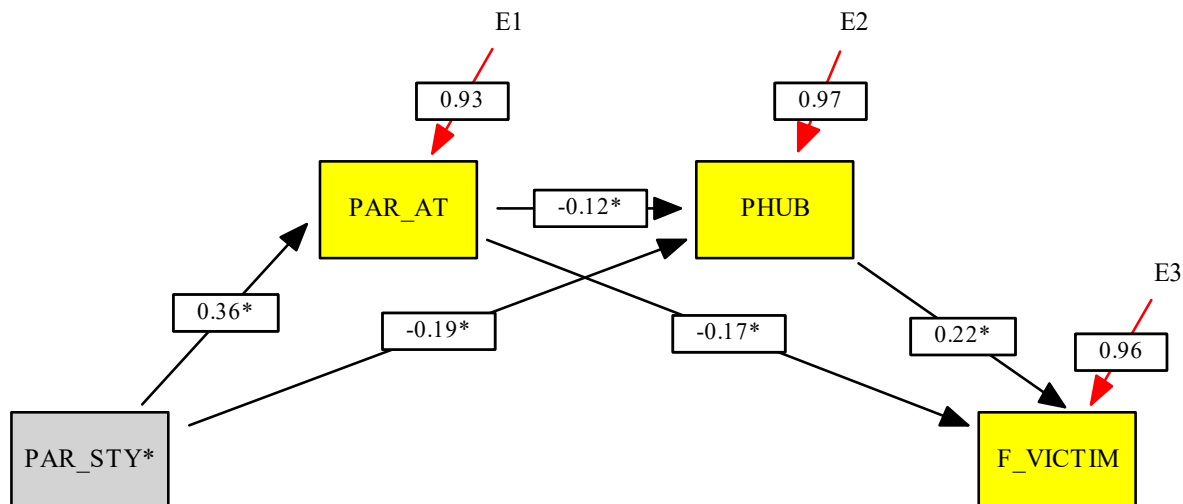 E1
E2
0.93
0.97
PAR_AT
-0.12*
PHUB
E3
0.36*
-0.19*
-0.17*
0.22*
0.96
PAR_STY*
F_VICTIM